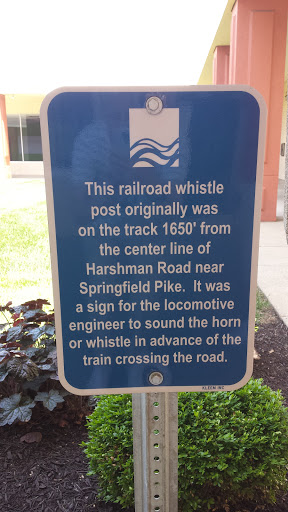 This railroad whistle
post originally was
on the track 1650' from
the center line of
Harshman Road near
Springfield Pike. It was
a sign for the locomotive
engineer to sound the horn
or whistle in advance of the
train crossing the road.
KLEEM, INC